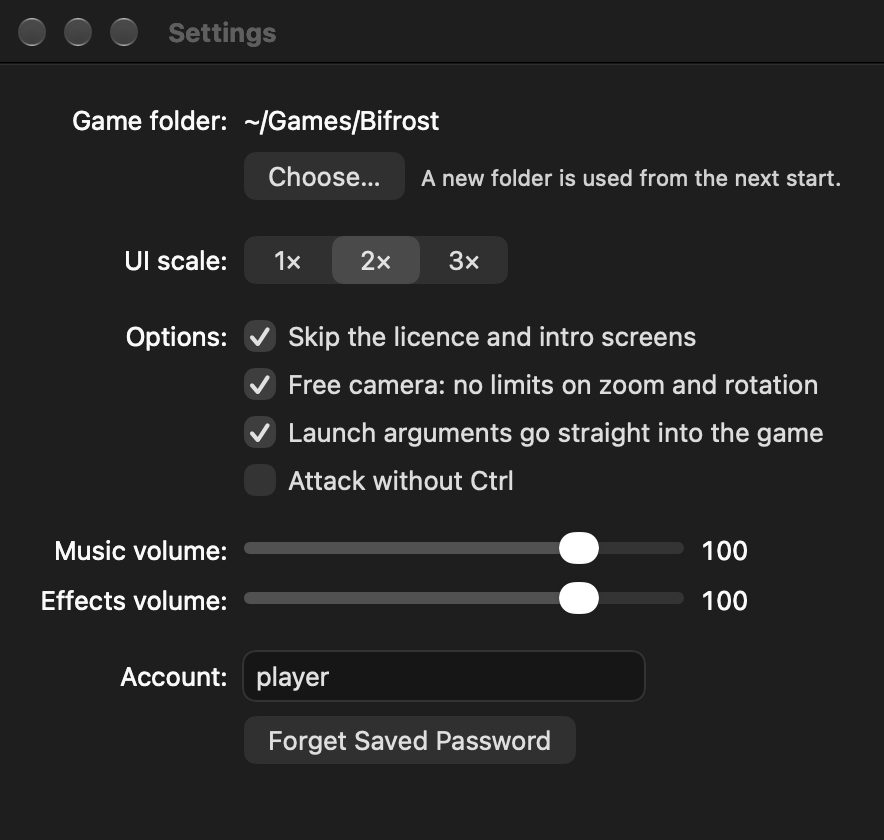 Settings
Game folder: ~/Games/Bifrost
Choose... A new folder is used from the next start.
UI scale: 1× 2× 3×
Options: Skip the licence and intro screens
Free camera: no limits on zoom and rotation
Launch arguments go straight into the game
Attack without Ctrl
Music volume: 100
Effects volume: 100
Account: player
Forget Saved Password